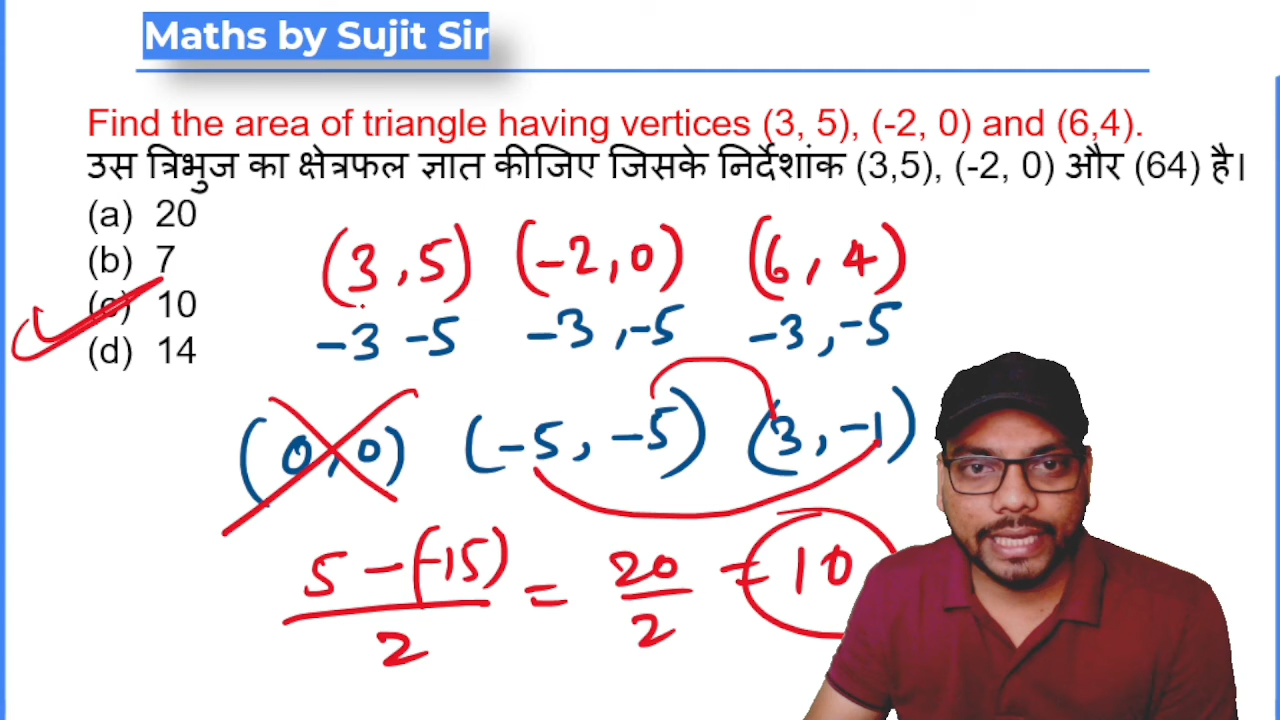 Maths by Sujit Sir
Find the area of triangle having vertices (3, 5), (-2, 0) and (6,4).
उस त्रिभुज का क्षेत्रफल ज्ञात कीजिए जिसके निर्देशांक (3,5), (-2, 0) और (64) है।
(a) 20
(b) 7
(c) 10
(d) 14
(3,5) (-2,0) (6,4)
-3 -5 -3,-5 -3,-5
(0,0) (-5,-5) (3,-1)
5-(-15)/2 = 20/2 = 10